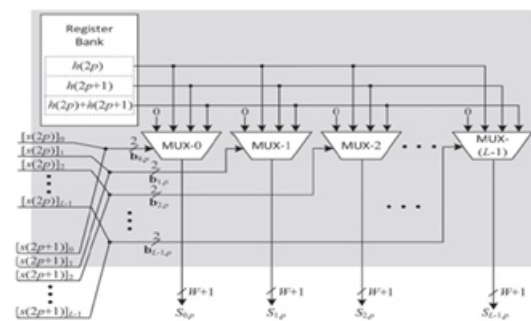 Register
Bank
h(2p)
h(2p+1)
h(2p)+h(2p+1)
0 0 0 0
MUX-0 MUX-1 MUX-2 MUX-
(L-1)
[s(2p)]0
[s(2p)]1
[s(2p)]2
[s(2p)]L-1
[s(2p+1)]0
[s(2p+1)]1
[s(2p+1)]2
[s(2p+1)]L-1
2
b0,p
2
b1,p
2
b2,p
2
bL-1,p
W+1 W+1 W+1 W+1
S0,p S1,p S2,p SL-1,p